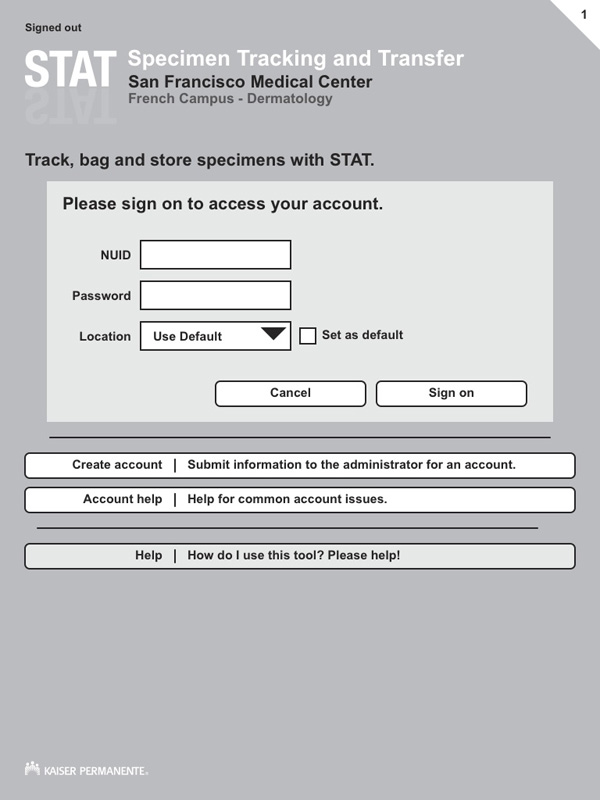 1
Signed out
STAT
Specimen Tracking and Transfer
San Francisco Medical Center
French Campus - Dermatology
Track, bag and store specimens with STAT.
Please sign on to access your account.
NUID
Password
Location Use Default Set as default
Cancel Sign on
Create account | Submit information to the administrator for an account.
Account help | Help for common account issues.
Help | How do I use this tool? Please help!
KAISER PERMANENTE®